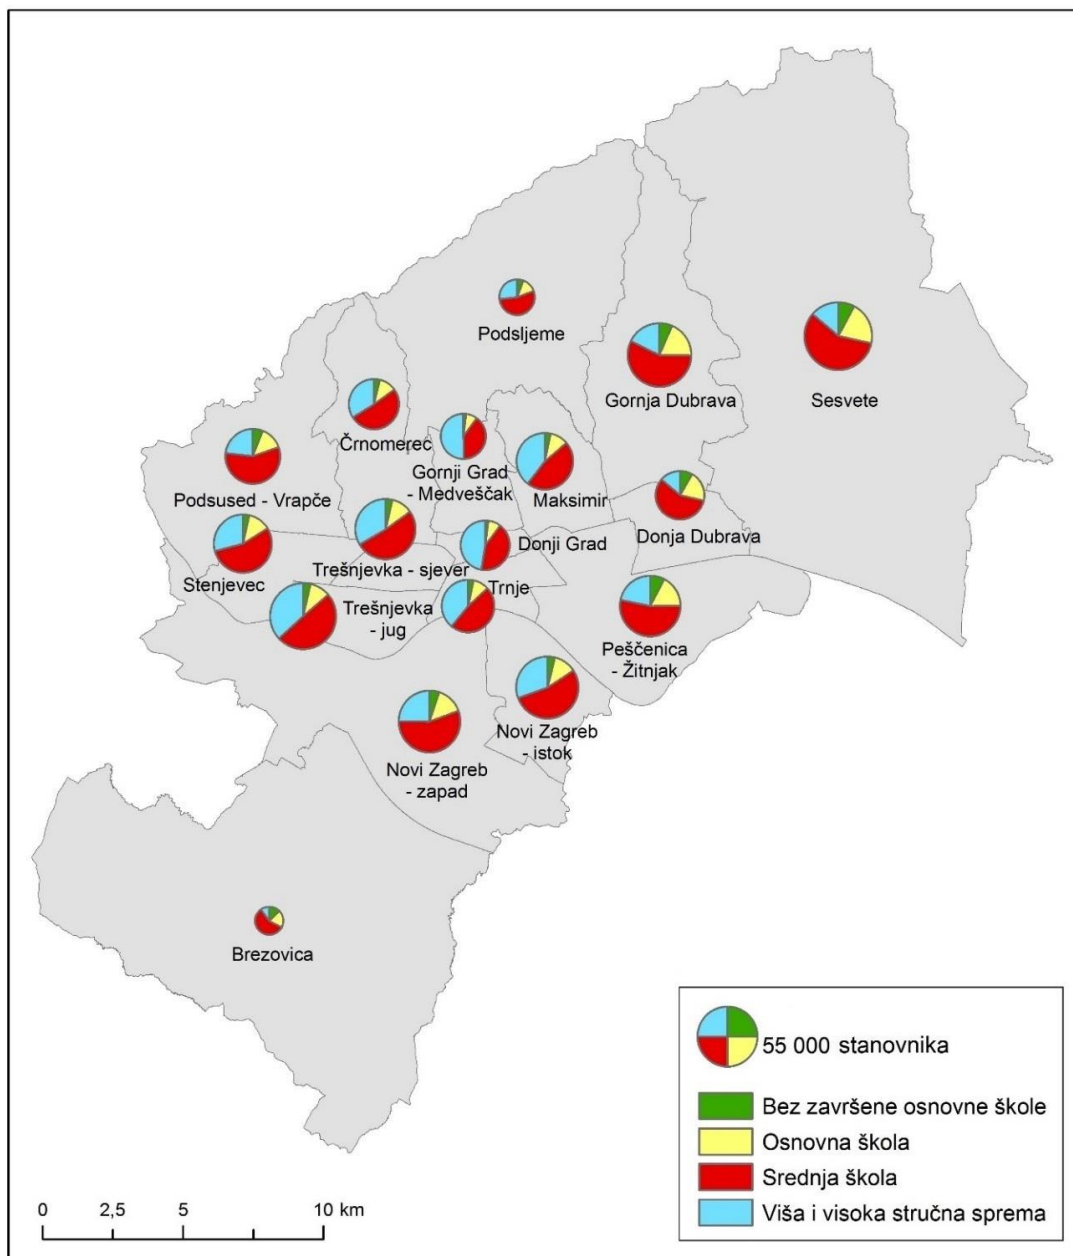 Podsljeme
Gornja Dubrava
Sesvete
Črnomerec
Gornji Grad
- Medveščak
Maksimir
Podsused - Vrapče
Donja Dubrava
Donji Grad
Trešnjevka - sjever
Stenjevec
Trnje
Trešnjevka
- jug
Peščenica
- Žitnjak
Novi Zagreb
- istok
Novi Zagreb
- zapad
Brezovica
55 000 stanovnika
Bez završene osnovne škole
Osnovna škola
Srednja škola
Viša i visoka stručna sprema
0 2,5 5 10 km